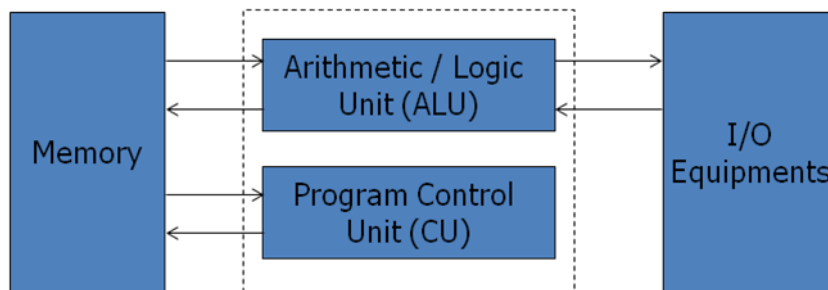 Memory
Arithmetic / Logic
Unit (ALU)
Program Control
Unit (CU)
I/O
Equipments